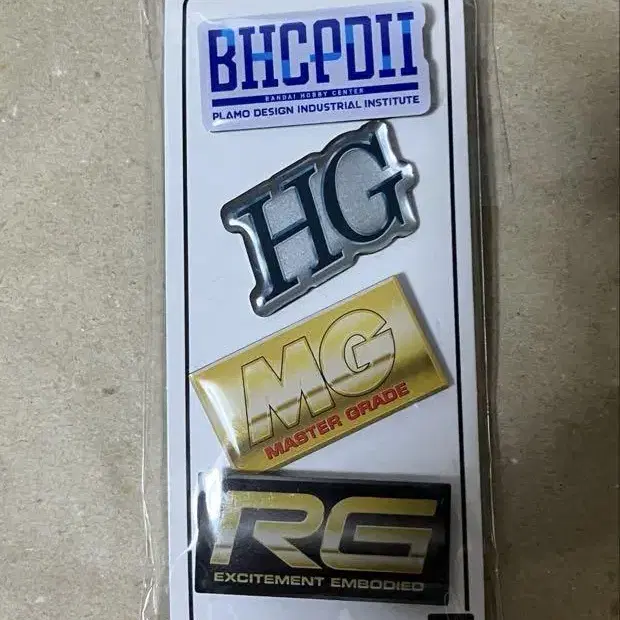 BHCPDII
BANDAI HOBBY CENTER
PLAMO DESIGN INDUSTRIAL INSTITUTE
HG
MG
MASTER GRADE
RG
EXCITEMENT EMBODIED